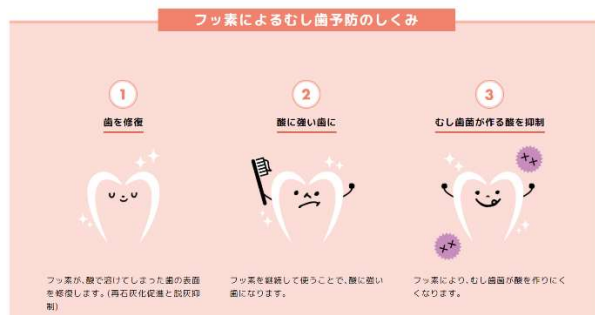 フッ素によるむし歯予防のしくみ
1
歯を修復
フッ素が、酸で溶けてしまった歯の表面
を修復します。(再石灰化促進と脱灰抑
制)
2
酸に強い歯に
フッ素を継続して使うことで、酸に強い
歯になります。
3
むし歯菌が作る酸を抑制
フッ素により、むし歯菌が酸を作りにく
くなります。